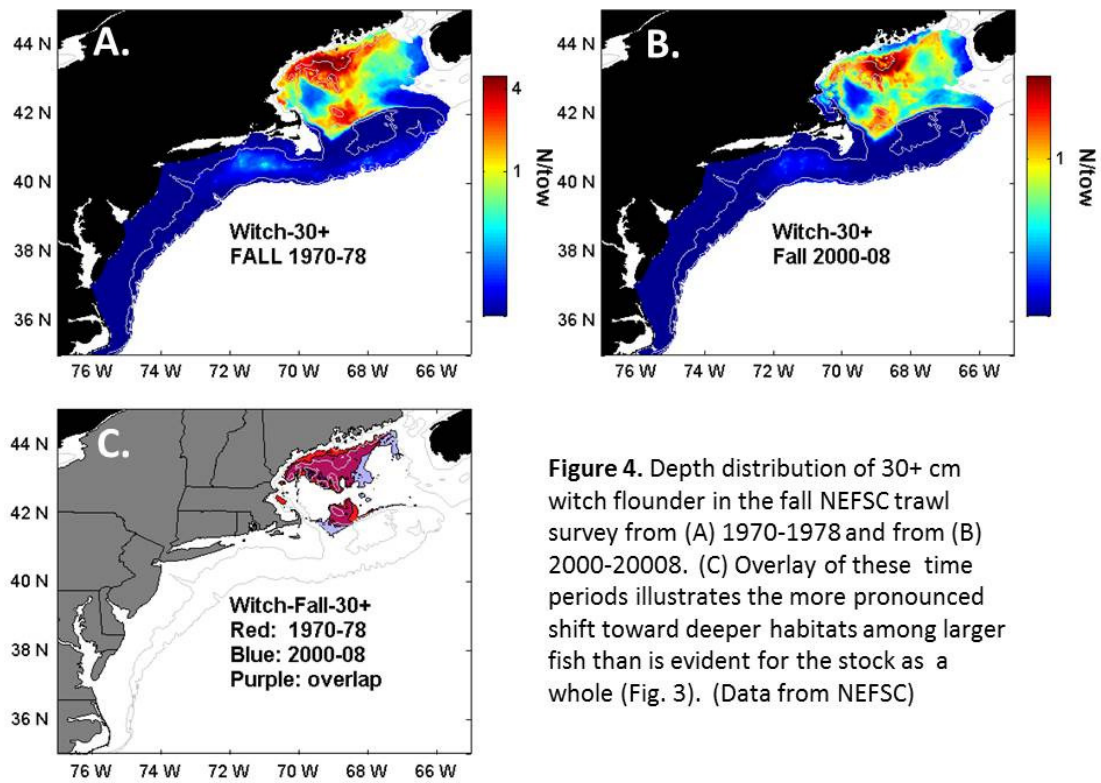 A.
44 N
42 N
40 N
38 N
36 N
76 W 74 W 72 W 70 W 68 W 66 W
4
1
N/tow
Witch-30+
FALL 1970-78
B.
44 N
42 N
40 N
38 N
36 N
76 W 74 W 72 W 70 W 68 W 66 W
1
N/tow
Witch-30+
Fall 2000-08
C.
44 N
42 N
40 N
38 N
36 N
76 W 74 W 72 W 70 W 68 W 66 W
Witch-Fall-30+
Red: 1970-78
Blue: 2000-08
Purple: overlap
Figure 4. Depth distribution of 30+ cm
witch flounder in the fall NEFSC trawl
survey from (A) 1970-1978 and from (B)
2000-20008. (C) Overlay of these time
periods illustrates the more pronounced
shift toward deeper habitats among larger
fish than is evident for the stock as a
whole (Fig. 3). (Data from NEFSC)